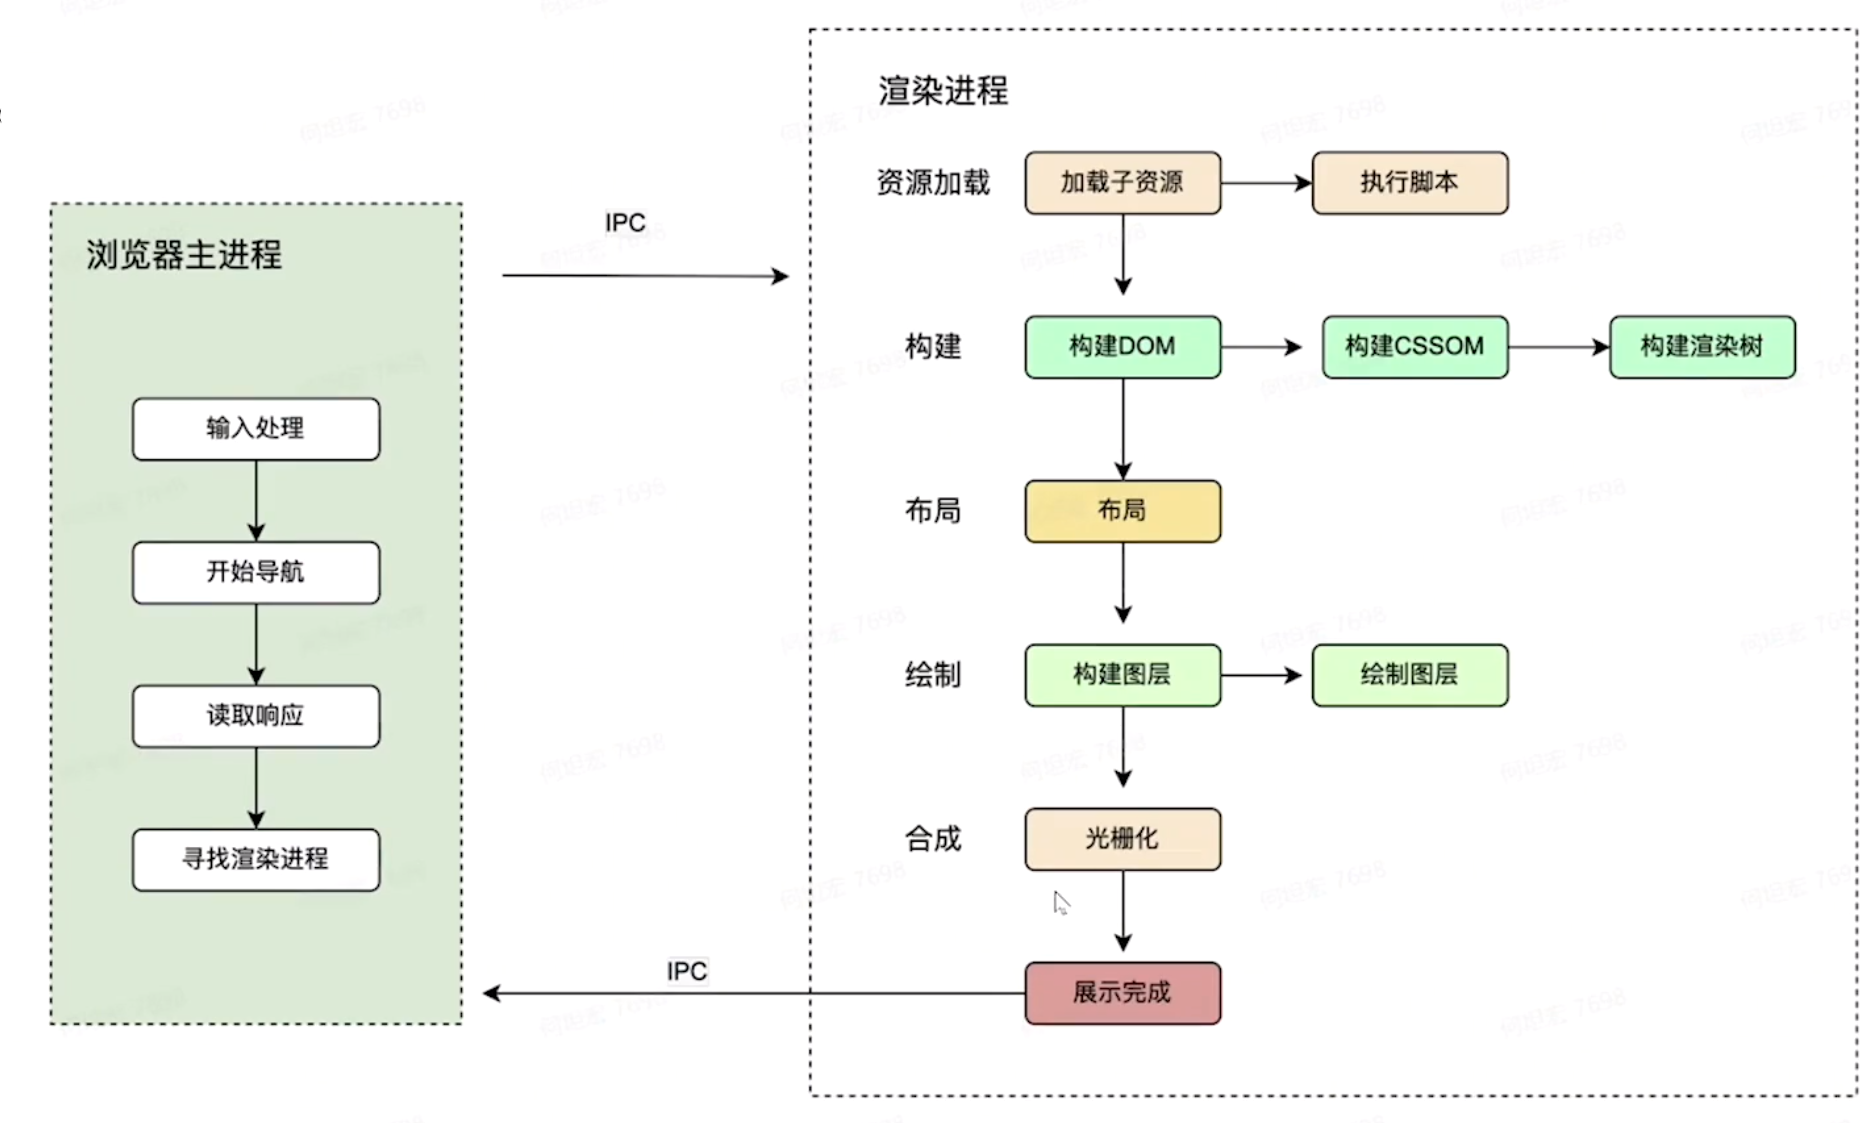 渲染进程
资源加载
加载子资源
执行脚本
IPC
浏览器主进程
构建
构建DOM
构建CSSOM
构建渲染树
输入处理
布局
布局
开始导航
绘制
构建图层
绘制图层
读取响应
合成
光栅化
寻找渲染进程
IPC
展示完成
何坦宏 7698